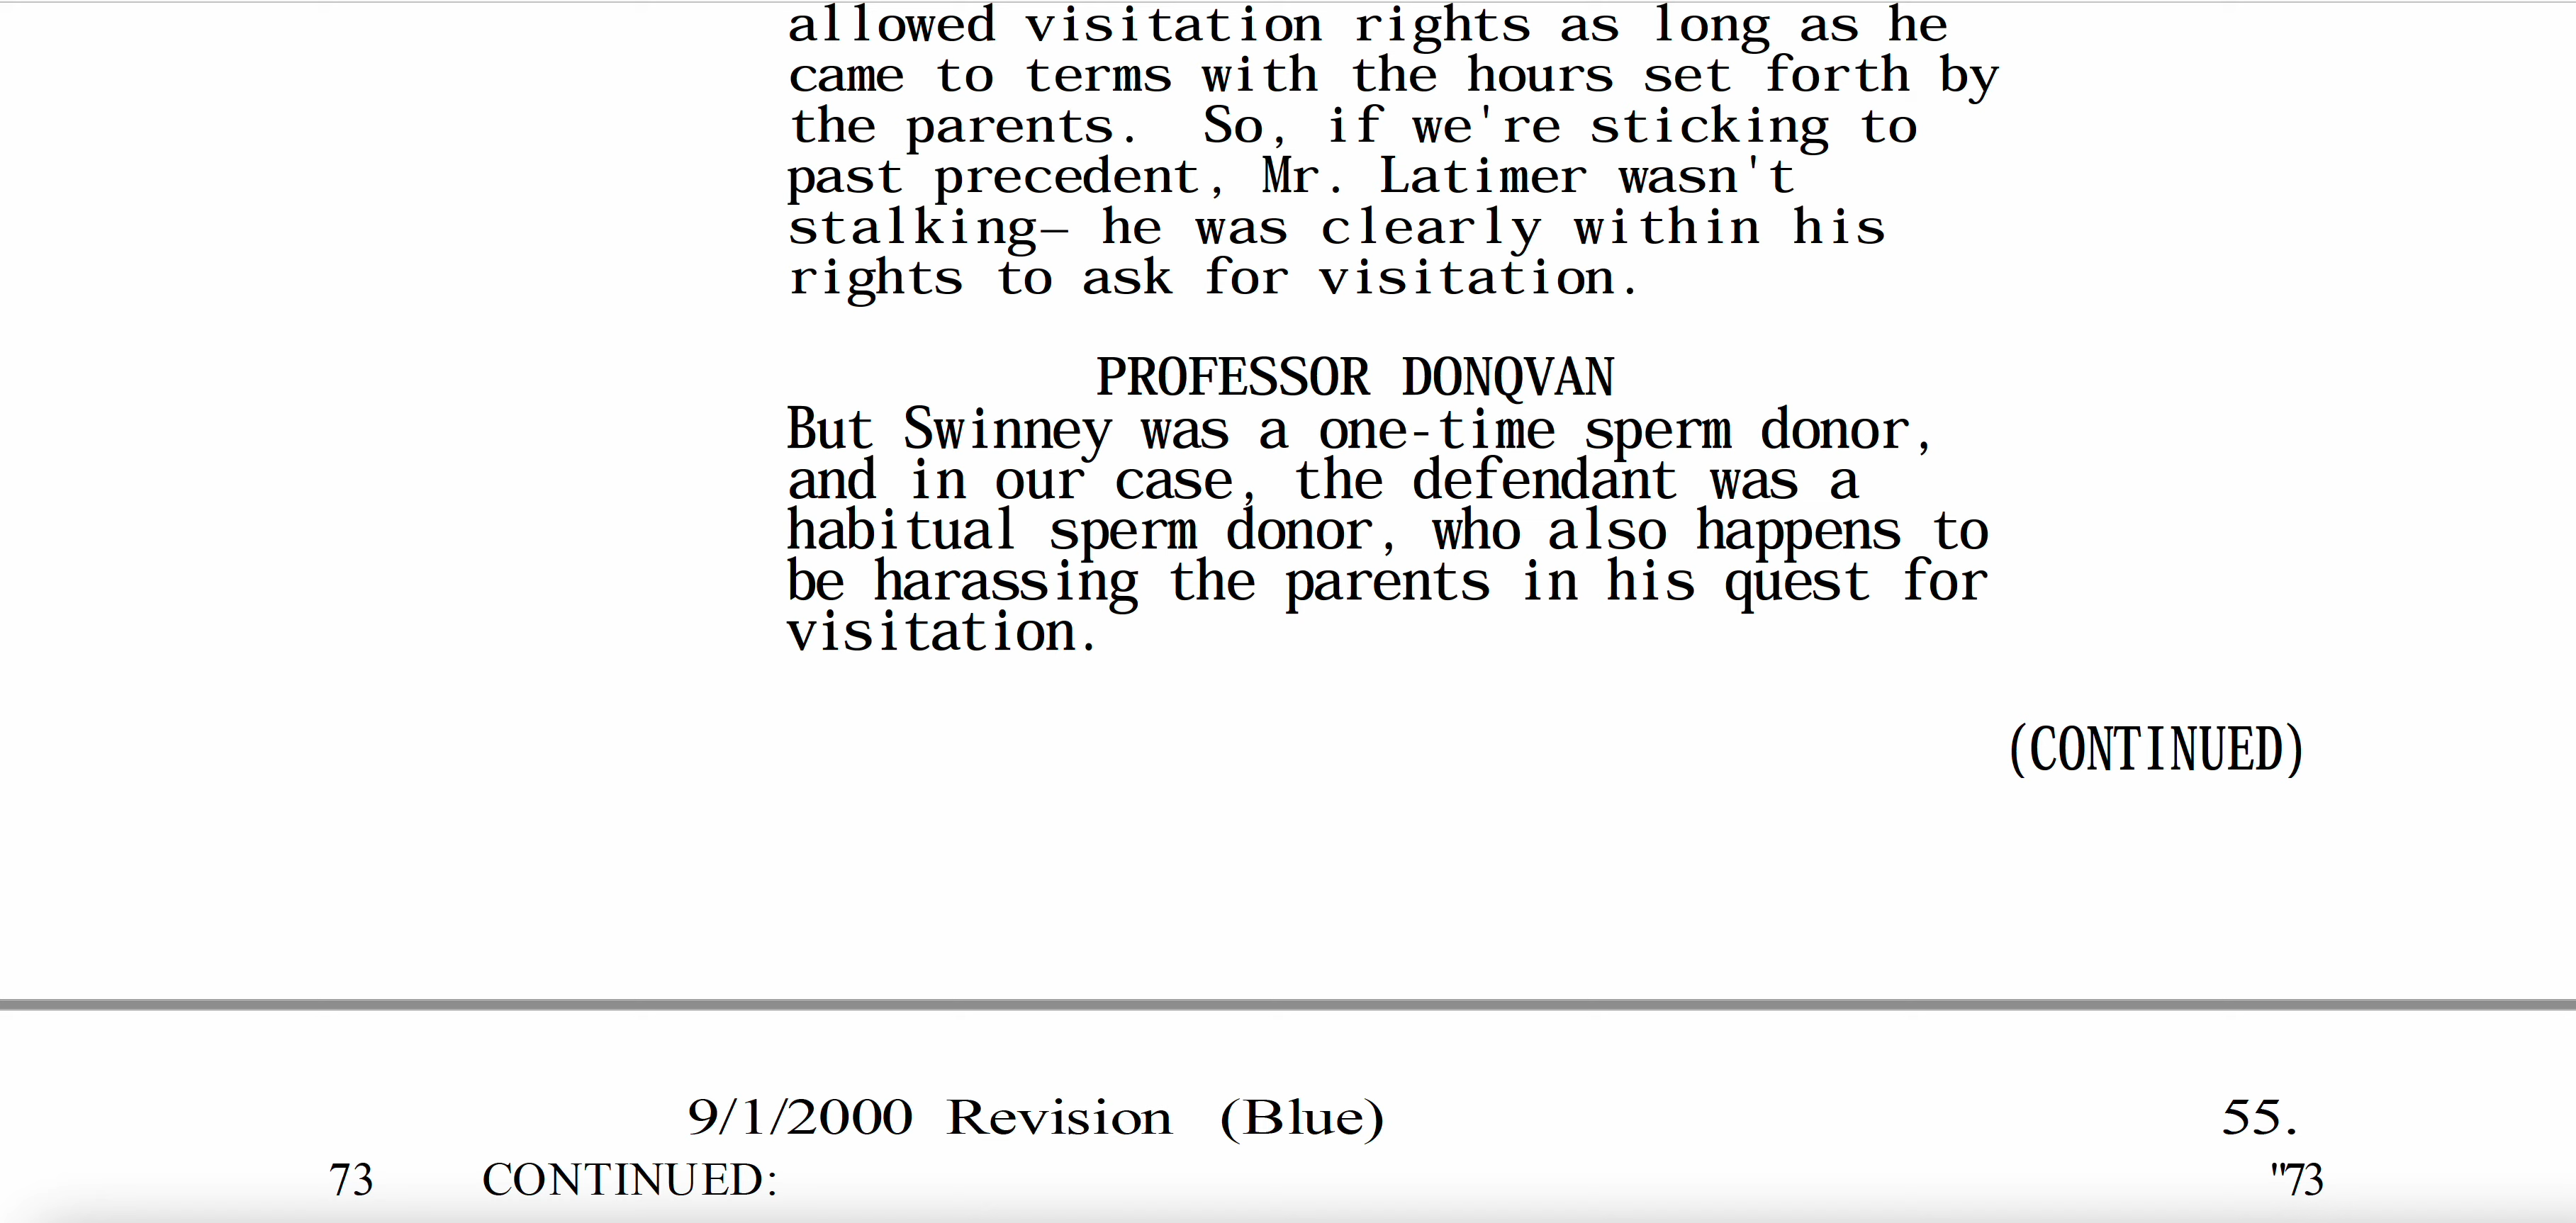 allowed visitation rights as long as he
came to terms with the hours set forth by
the parents.  So, if we're sticking to
past precedent, Mr. Latimer wasn't
stalking— he was clearly within his
rights to ask for visitation.
PROFESSOR DONQVAN
But Swinney was a one-time sperm donor,
and in our case, the defendant was a
habitual sperm donor, who also happens to
be harassing the parents in his quest for
visitation.
(CONTINUED)
9/1/2000 Revision (Blue) 55.
73 CONTINUED: "73